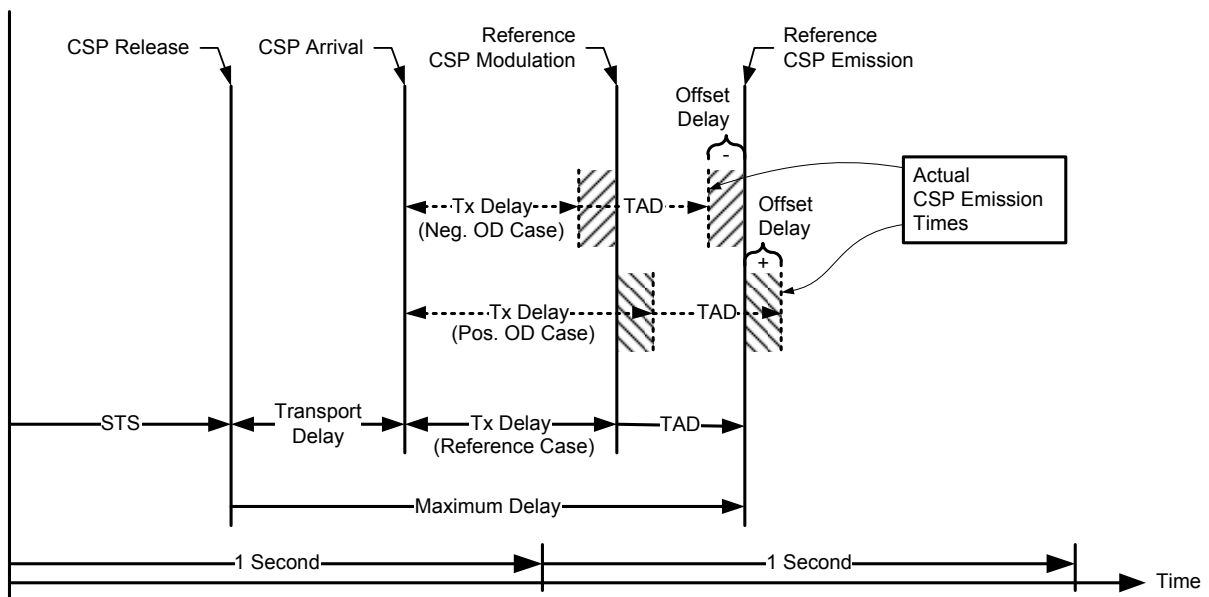 CSP Release
CSP Arrival
Reference
CSP Modulation
Reference
CSP Emission
Offset
Delay
-
Actual
CSP Emission
Times
Tx Delay
(Neg. OD Case)
TAD
Offset
Delay
+
Tx Delay
(Pos. OD Case)
TAD
STS
Transport
Delay
Tx Delay
(Reference Case)
TAD
Maximum Delay
1 Second
1 Second
Time